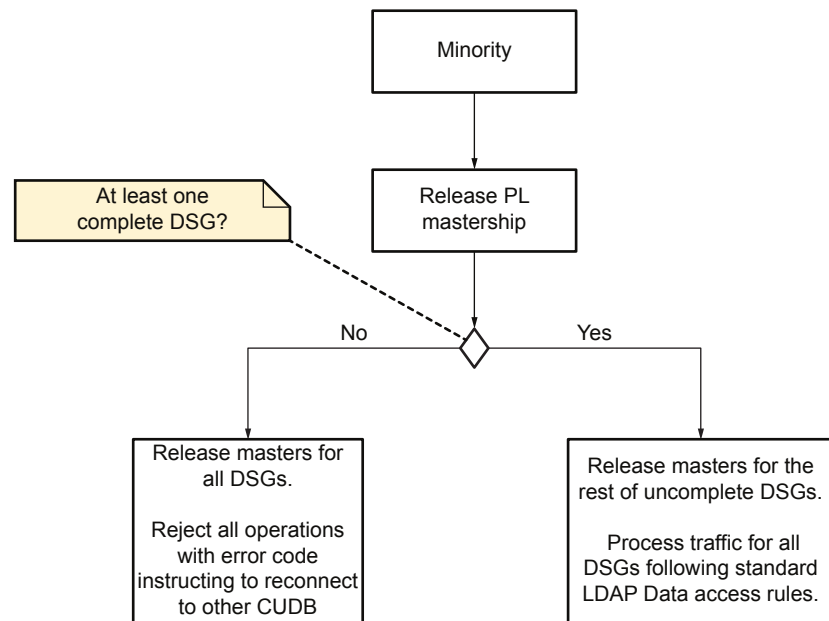 Minority
At least one
complete DSG?
Release PL
mastership
No
Yes
Release masters for
all DSGs.
Reject all operations
with error code
instructing to reconnect
to other CUDB
Release masters for the
rest of uncomplete DSGs.
Process traffic for all
DSGs following standard
LDAP Data access rules.